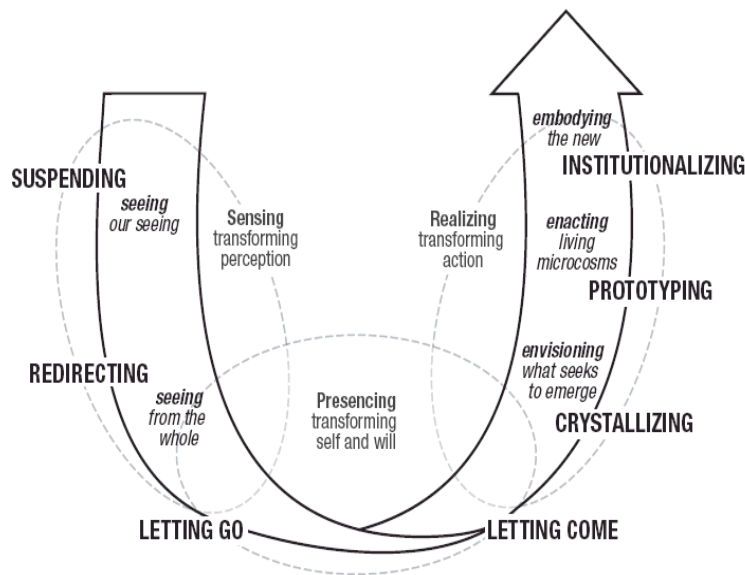 SUSPENDING
seeing
our seeing
Sensing
transforming
perception
REDIRECTING
seeing
from the
whole
LETTING GO
Presencing
transforming
self and will
LETTING COME
CRYSTALLIZING
envisioning
what seeks
to emerge
PROTOTYPING
enacting
living
microcosms
Realizing
transforming
action
INSTITUTIONALIZING
embodying
the new